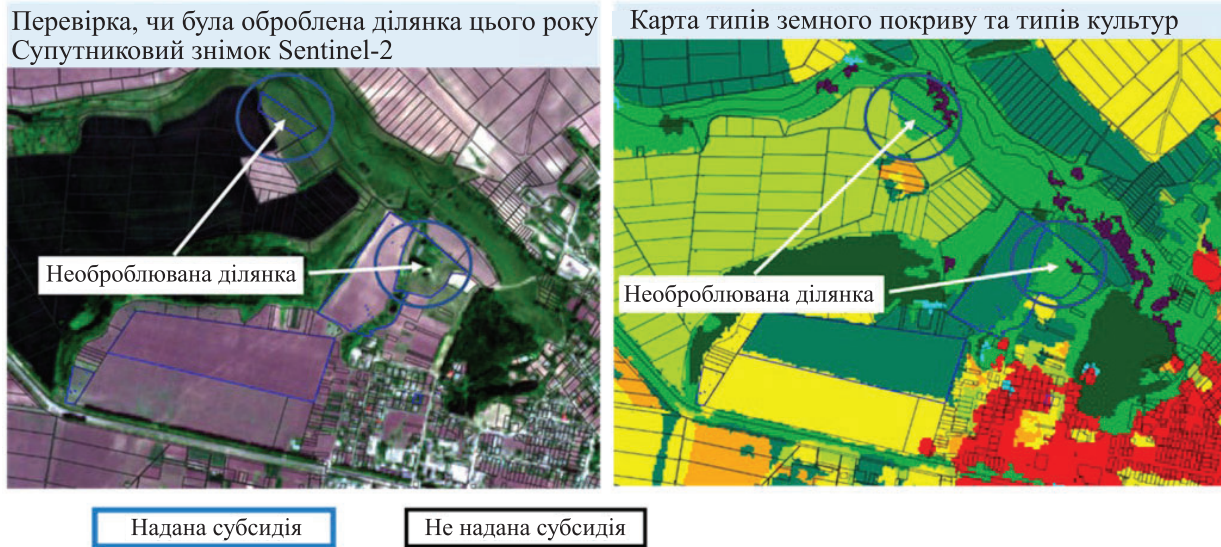 Перевірка, чи була оброблена ділянка цього року
Супутниковий знімок Sentinel-2
Карта типів земного покриву та типів культур
Необроблювана ділянка
Необроблювана ділянка
Надана субсидія
Не надана субсидія